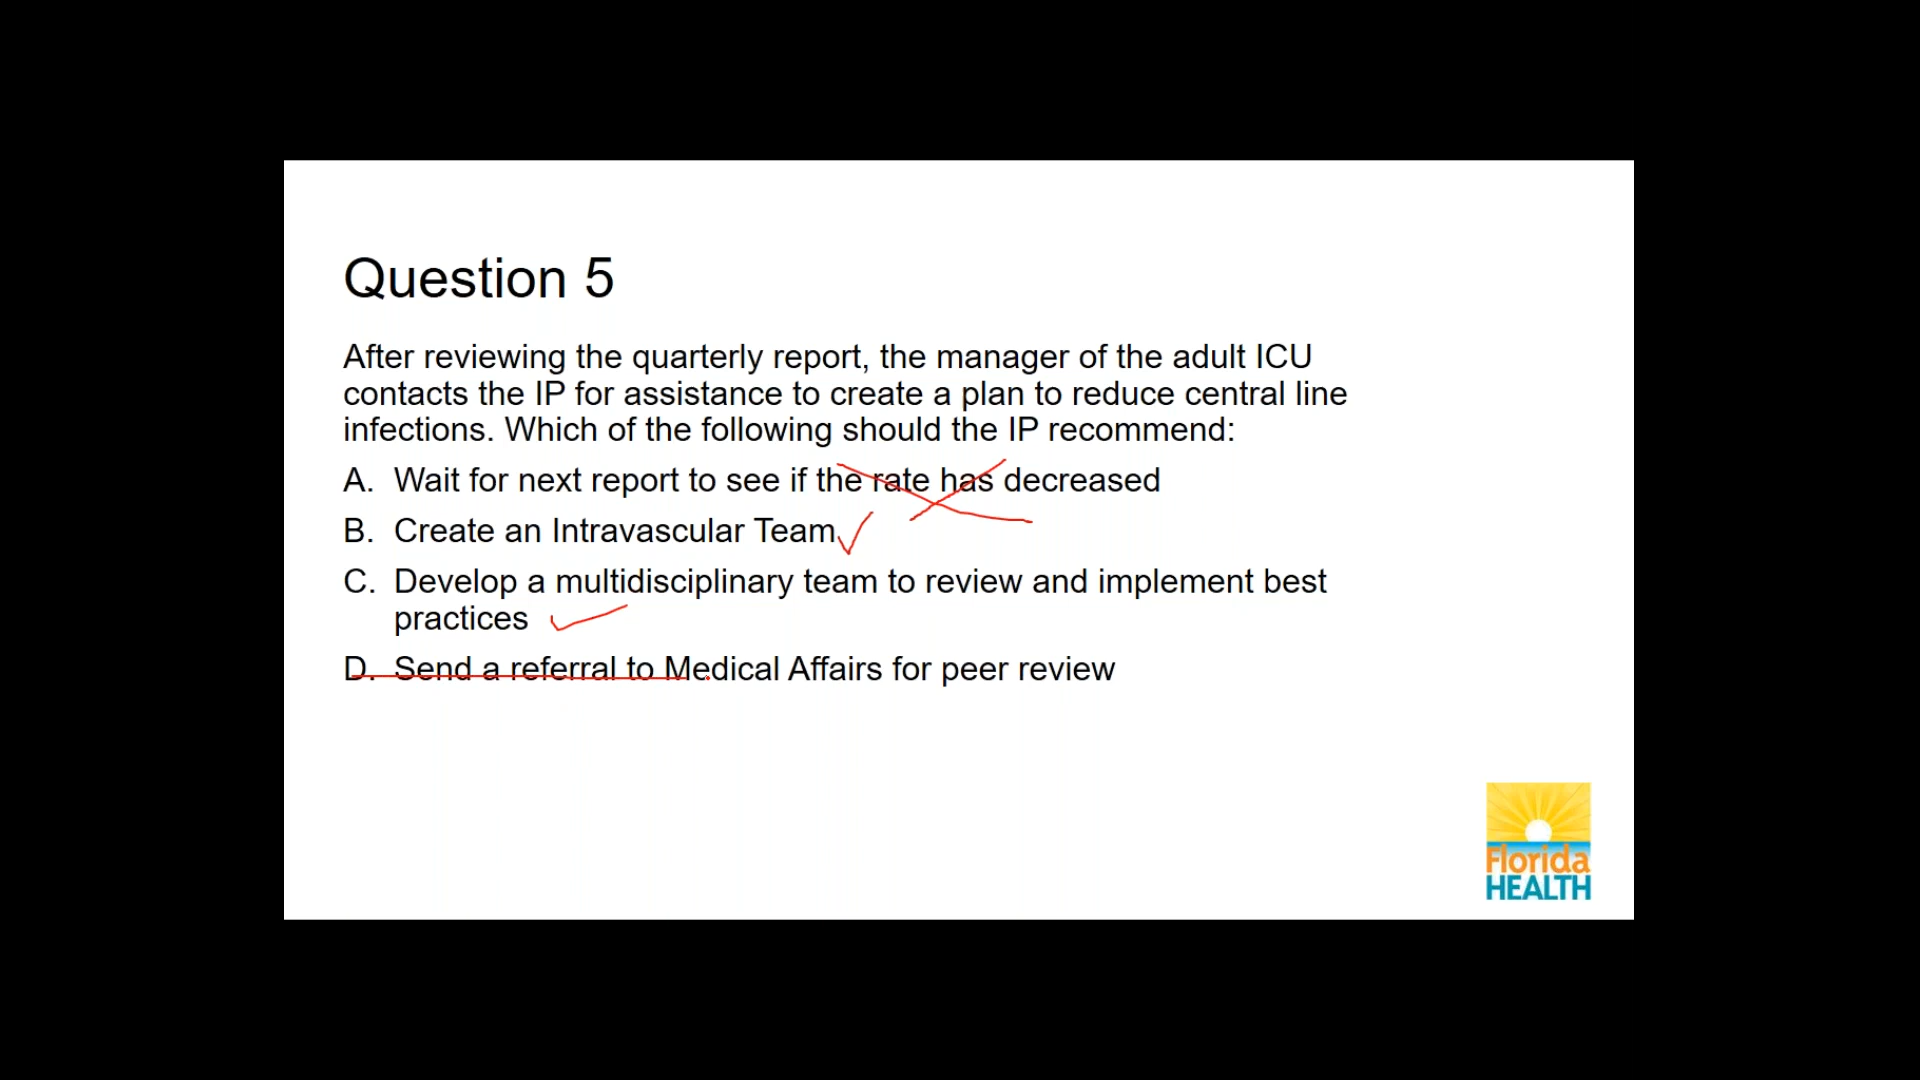 Question 5
After reviewing the quarterly report, the manager of the adult ICU
contacts the IP for assistance to create a plan to reduce central line
infections. Which of the following should the IP recommend:
A. Wait for next report to see if the rate has decreased
B. Create an Intravascular Team
C. Develop a multidisciplinary team to review and implement best
practices
D. Send a referral to Medical Affairs for peer review
Florida
HEALTH